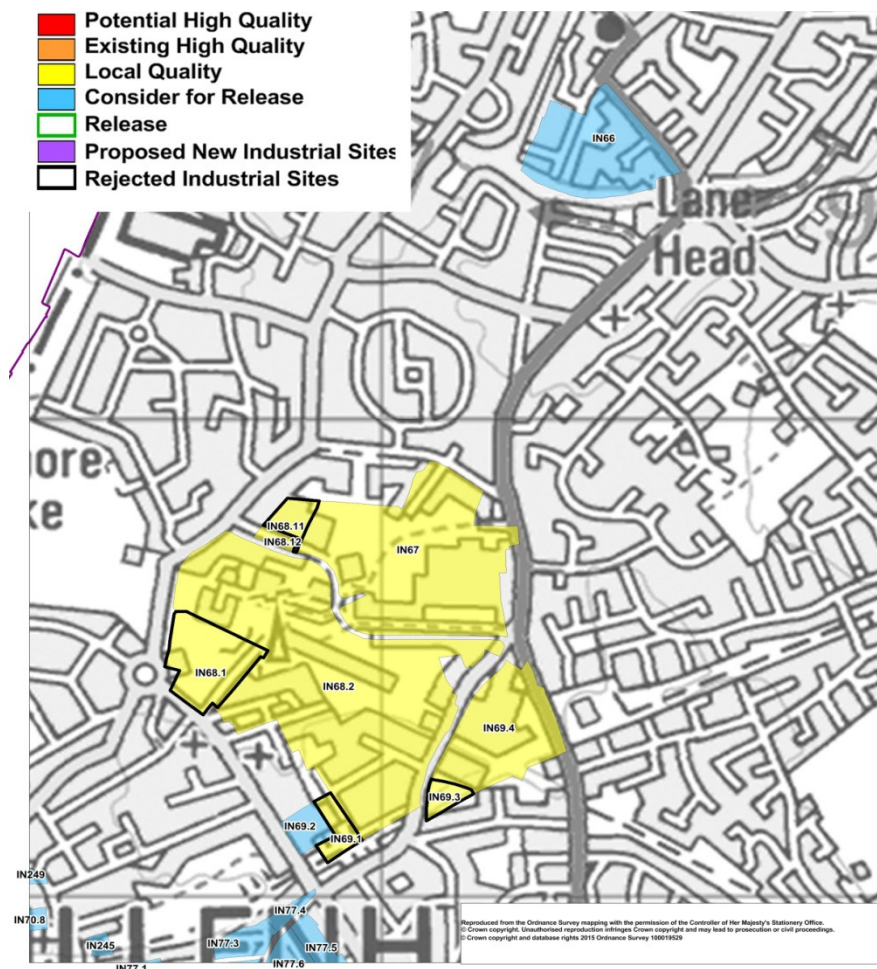 Potential High Quality
Existing High Quality
Local Quality
Consider for Release
Release
Proposed New Industrial Sites
Rejected Industrial Sites
IN66
Lane
Head
IN68.11
IN68.12
IN67
IN68.1
IN68.2
IN69.4
IN69.3
IN69.2
IN69.1
IN249
IN70.8
IN245
IN77.4
IN77.3
IN77.5
IN77.6
IN77.1
Reproduced from the Ordnance Survey mapping with the permission of the Controller of Her Majesty's Stationery Office.
© Crown copyright. Unauthorised reproduction infringes Crown copyright and may lead to prosecution or civil proceedings.
© Crown copyright and database rights 2015 Ordnance Survey 100019529